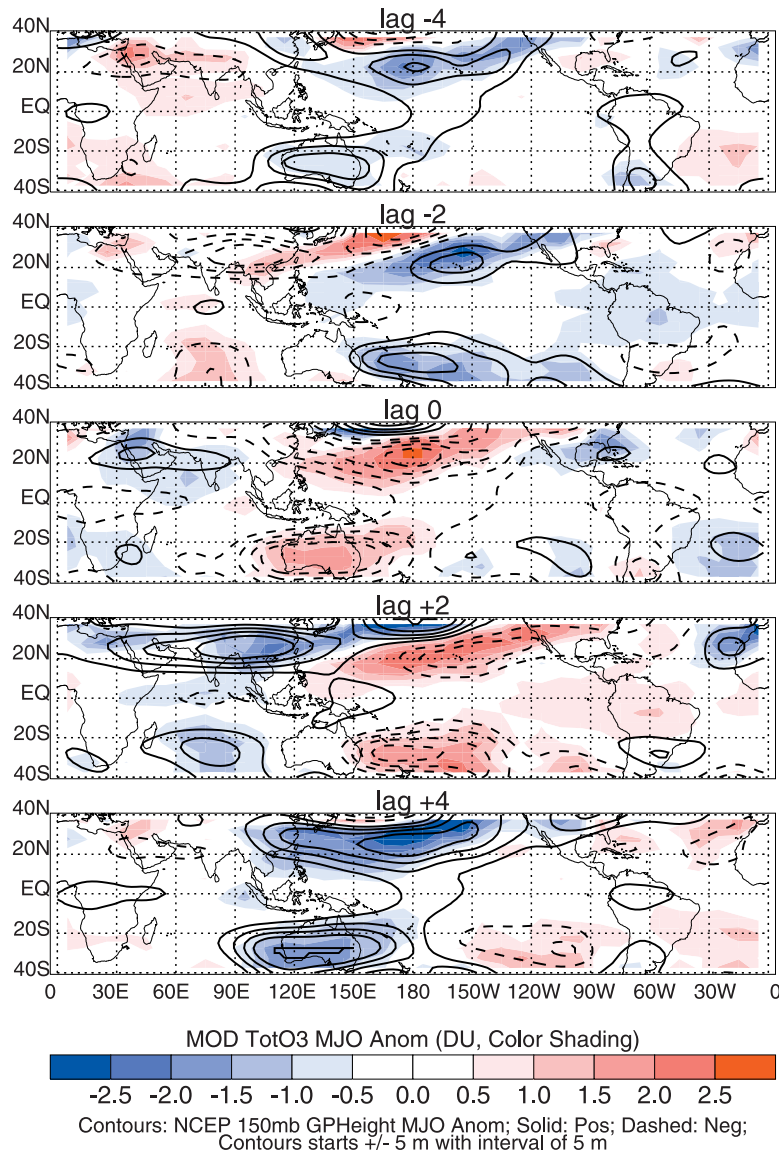 lag -4
40N
20N
EQ
20S
40S
lag -2
40N
20N
EQ
20S
40S
lag 0
40N
20N
EQ
20S
40S
lag +2
40N
20N
EQ
20S
40S
lag +4
40N
20N
EQ
20S
40S
0 30E 60E 90E 120E 150E 180 150W 120W 90W 60W 30W 0
MOD TotO3 MJO Anom (DU, Color Shading)
-2.5 -2.0 -1.5 -1.0 -0.5 0.0 0.5 1.0 1.5 2.0 2.5
Contours: NCEP 150mb GPHeight MJO Anom; Solid: Pos; Dashed: Neg;
Contours starts +/- 5 m with interval of 5 m